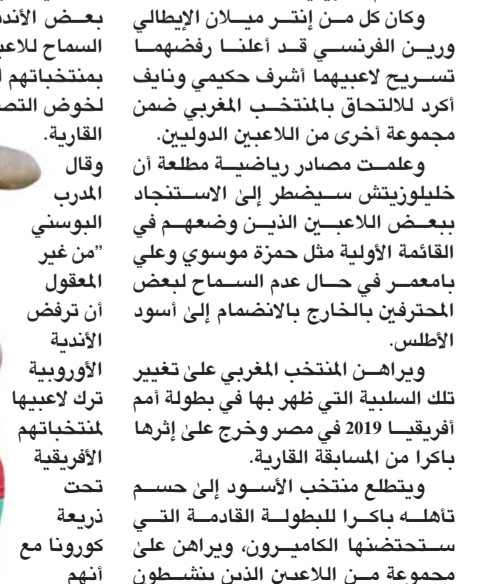 وكان كل من إنتر ميلان الإيطالي
ورين الفرنسي قد أعلنا رفضهما
تسريح لاعبيهما أشرف حكيمي ونايف
أكرد للالتحاق بالمنتخب المغربي ضمن
مجموعة أخرى من اللاعبين الدوليين.
وعلمت مصادر رياضية مطلعة أن
خليلوزيتش سيضطر إلى الاستنجاد
ببعض اللاعبين الذين وضعهم في
القائمة الأولية مثل حمزة موسوي وعلي
بامعمر في حال عدم السماح لبعض
المحترفين بالخارج بالانضمام إلى أسود
الأطلس.
ويراهن المنتخب المغربي على تغيير
تلك السلبية التي ظهر بها في بطولة أمم
أفريقيا 2019 في مصر وخرج على إثرها
باكرا من المسابقة القارية.
ويتطلع منتخب الأسود إلى حسم
تأهله باكرا للبطولة القادمة التي
ستحتضنها الكاميرون، ويراهن على
مجموعة من اللاعبين الذين ينشطون
بعض
السماح
بمنتخباتهم
لخوض
القارية.
وقال
المدرب
البوسني
”من غير
المعقول
أن ترفض
الأندية
الأوروبية
ترك لاعبيها
لمنتخباتهم
الأفريقية
تحت
ذريعة
كورونا مع
أنهم